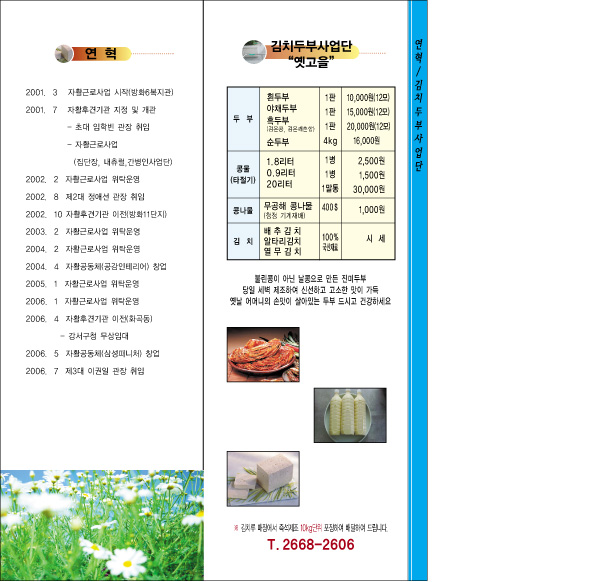 연 혁
2001. 3 자활근로사업 시작(방화6복지관)
2001. 7 자활후견기관 지정 및 개관
- 초대 임학빈 관장 취임
- 자활근로사업
(집단장, 내츄럴,간병인사업단)
2002. 2 자활근로사업 위탁운영
2002. 8 제2대 정애선 관장 취임
2002. 10 자활후견기관 이전(방화11단지)
2003. 2 자활근로사업 위탁운영
2004. 2 자활근로사업 위탁운영
2004. 4 자활공동체(공감인테리어) 창업
2005. 1 자활근로사업 위탁운영
2006. 1 자활근로사업 위탁운영
2006. 4 자활후견기관 이전(화곡동)
- 강서구청 무상임대
2006. 5 자활공동체(삼성때니처) 창업
2006. 7 제3대 이권일 관장 취임
김치두부사업단
“옛고을”
두 부
흰두부 1판 10,000원(12모)
야채두부 1판 15,000원(12모)
흑두부 1판 20,000원(12모)
순두부 4kg 16,000원
콩물
(타절기)
1.8리터 1병 2,500원
0.9리터 1병 1,500원
20리터 1말통 30,000원
콩나물 무공해 콩나물 400g 1,000원
(청정 기계재배)
김 치
배추김치
알타리김치
열무김치
100%
국산재료
시 세
불린콩이 아닌 날콩으로 만든 진미두부
당일 새벽 제조하여 신선하고 고소한 맛이 가득
옛날 어머니의 손맛이 살아있는 두부 드시고 건강하세요
※ 김치류 매장에서 즉석제조 10kg단위 포장하여 배달하여 드립니다.
T. 2668-2606
연혁/김치두부사업단